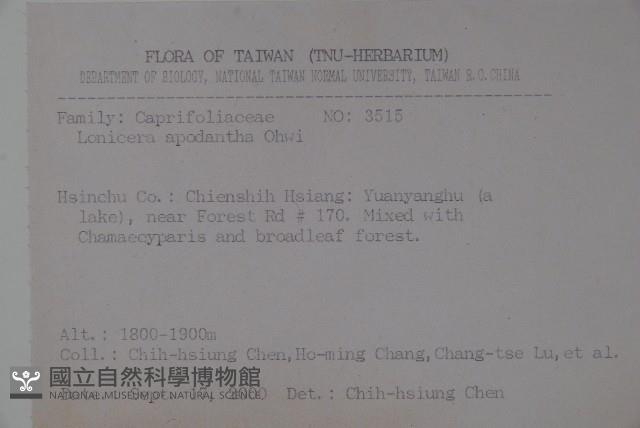 FLORA OF TAIWAN (TNU-HERBARIUM)
DEPARTMENT OF BIOLOGY, NATIONAL TAIWAN NORMAL UNIVERSITY, TAIWAN R.O.CHINA
Family: Caprifoliaceae NO: 3515
Lonicera apodantha Ohwi
Hsinchu Co.: Chienshih Hsiang: Yuanyanghu (a
lake), near Forest Rd # 170. Mixed with
Chamaecyparis and broadleaf forest.
Alt.: 1800-1900m
Coll.: Chih-hsiung Chen, Ho-ming Chang, Chang-tse Lu, et al.
國立自然科學博物館
NATIONAL MUSEUM OF NATURAL SCIENCE
2000 Det.: Chih-hsiung Chen